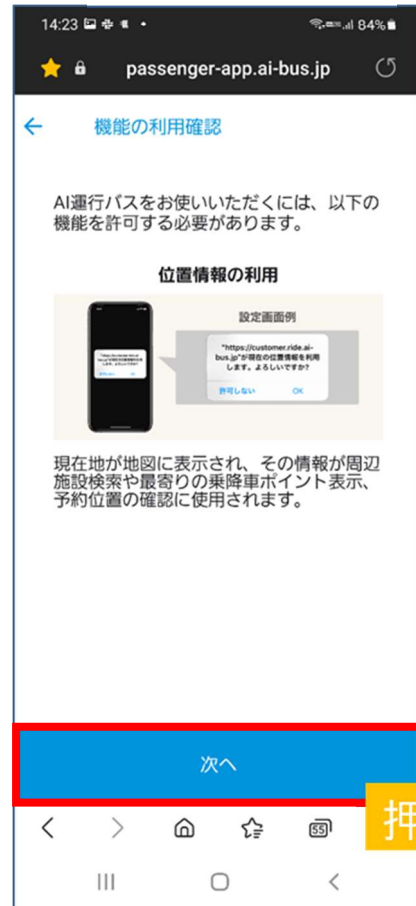 14:23
84%
passenger-app.ai-bus.jp
機能の利用確認
AI運行バスをお使いいただくには、以下の
機能を許可する必要があります。
位置情報の利用
設定画面例
"https://customer.ride.ai-
bus.jp"が現在の位置情報を利用
します。よろしいですか?
許可しない OK
現在地が地図に表示され、その情報が周辺
施設検索や最寄りの乗降車ポイント表示、
予約位置の確認に使用されます。
次へ
押
55